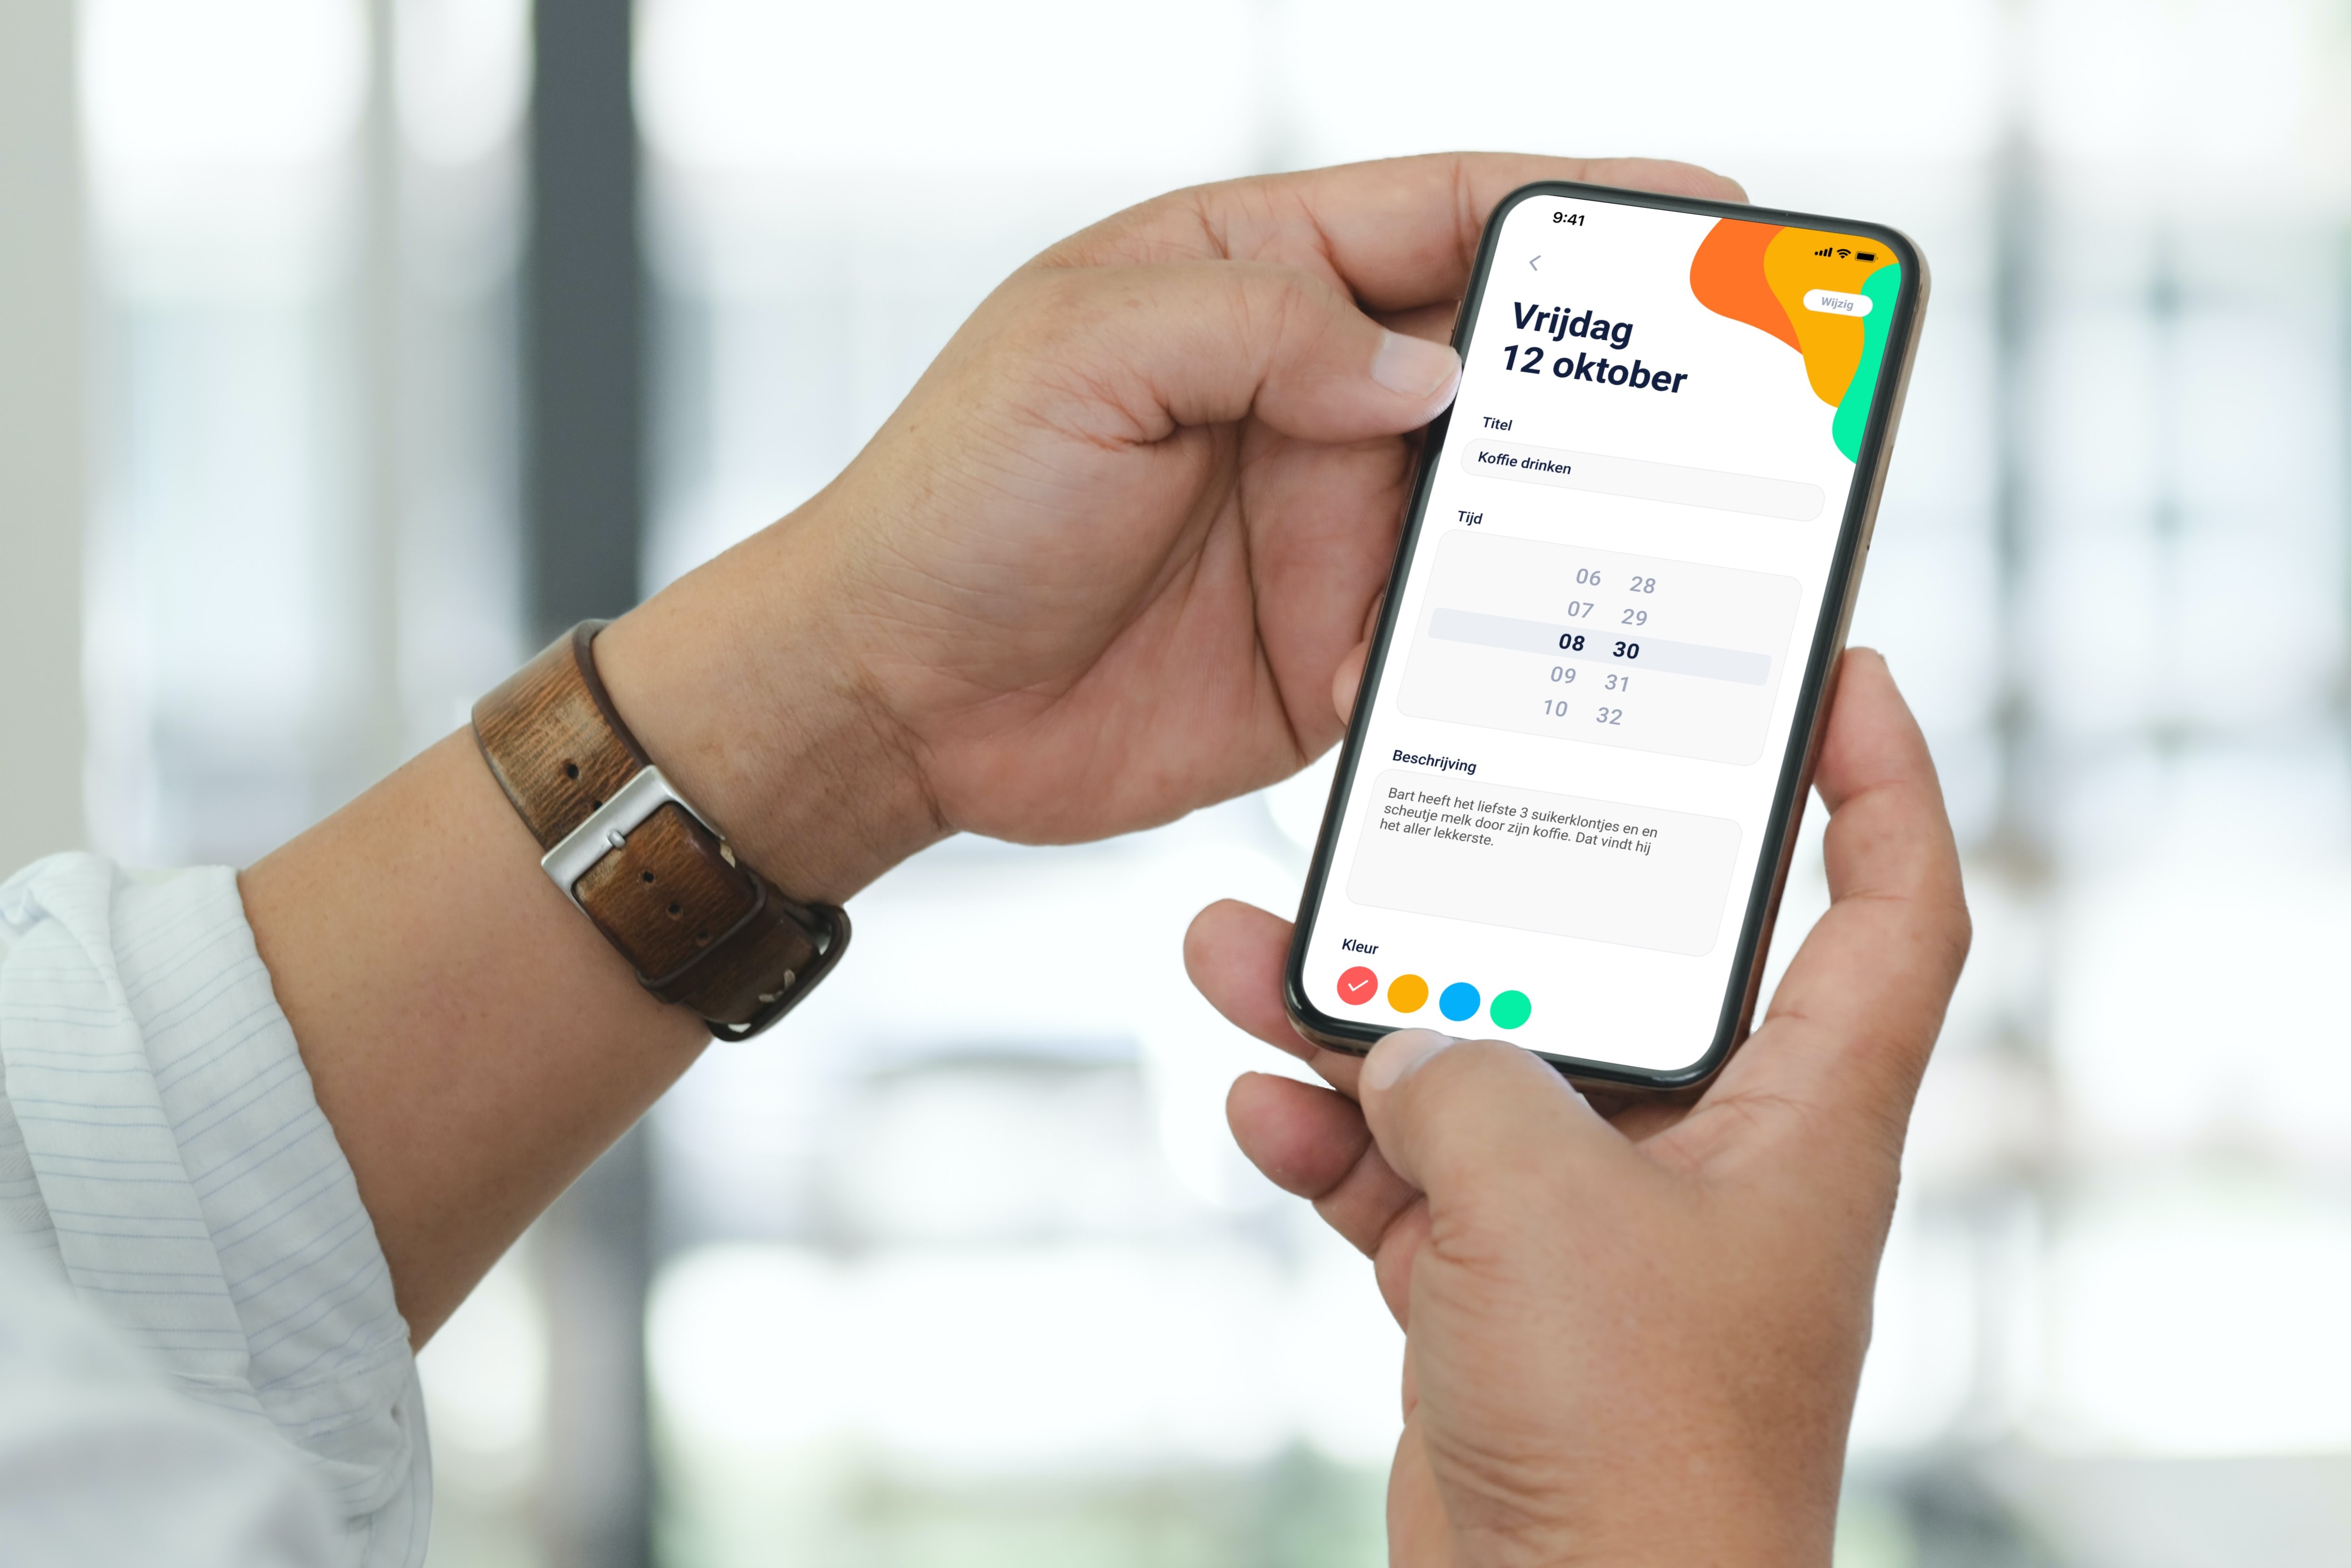 9:41
Wijzig
Vrijdag
12 oktober
Titel
Koffie drinken
Tijd
06 28
07 29
08 30
09 31
10 32
Beschrijving
Bart heeft het liefste 3 suikerklontjes en en
scheutje melk door zijn koffie. Dat vindt hij
het aller lekkerste.
Kleur